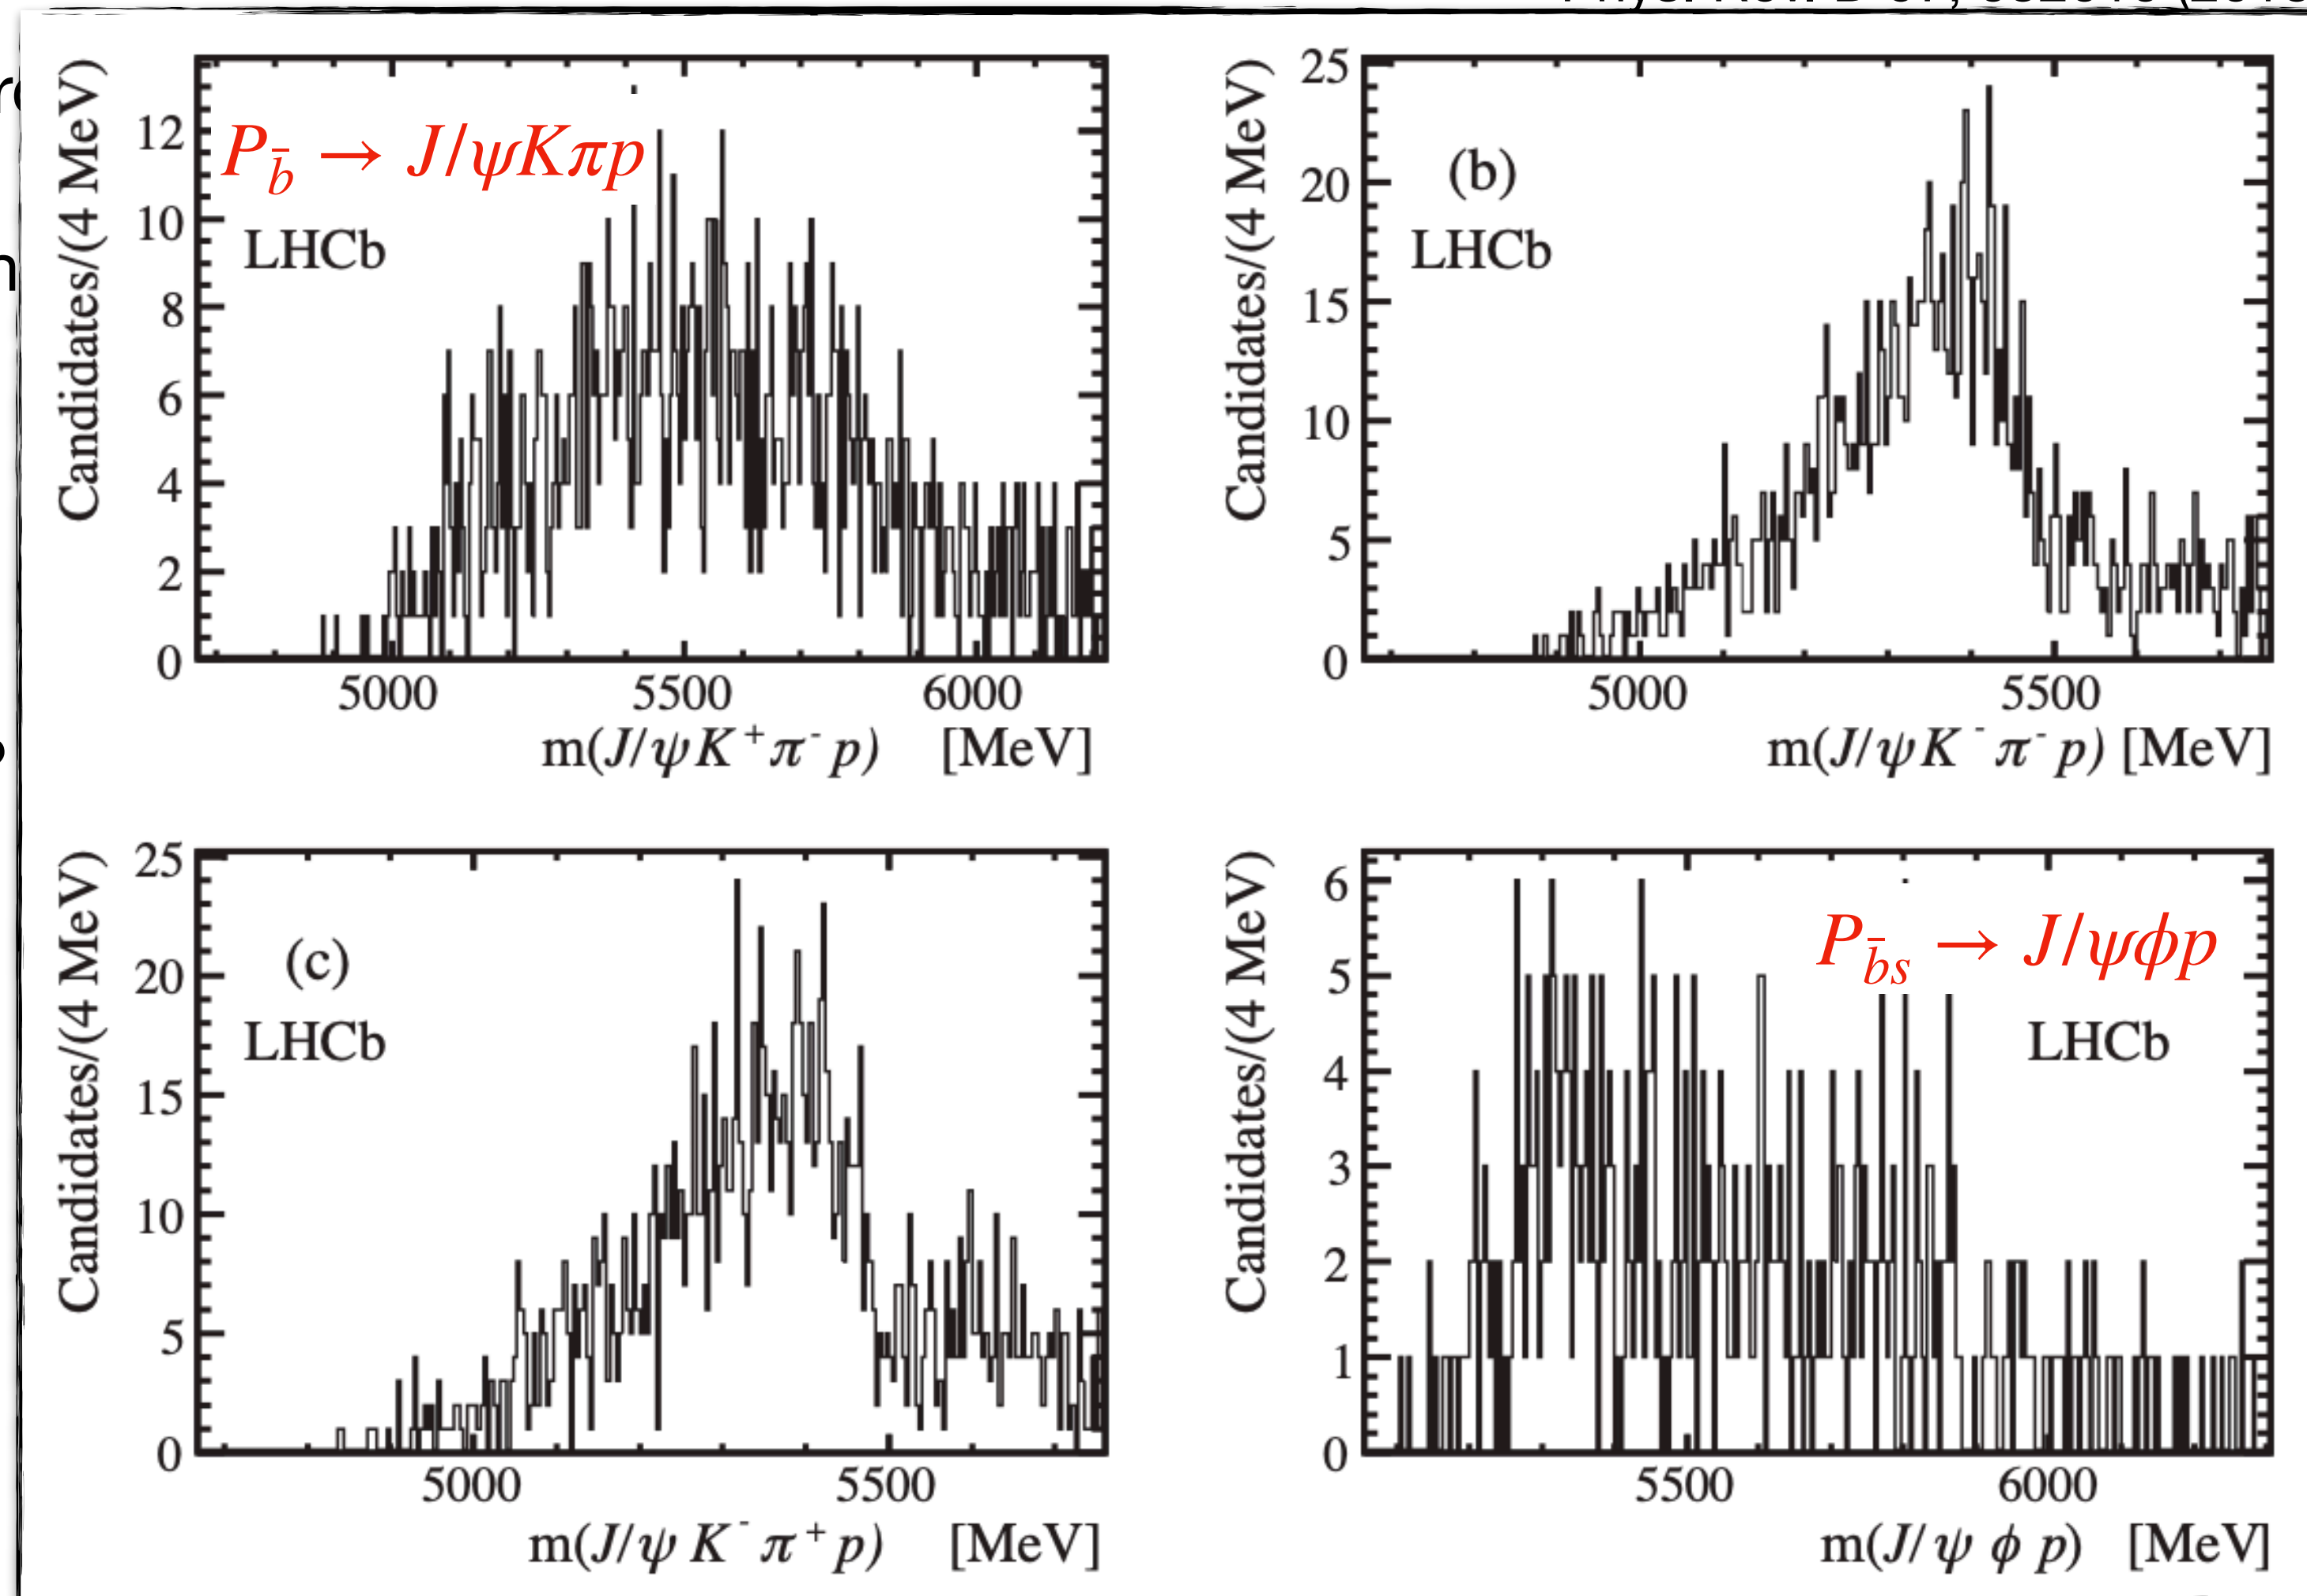 12
10
8
6
4
2
0
Candidates/(4 MeV)
P_b̄ → J/ψKπp
LHCb
5000 5500 6000
m(J/ψ K⁺ π⁻ p) [MeV]
25
20
15
10
5
0
Candidates/(4 MeV)
(b)
LHCb
5000 5500
m(J/ψ K⁻ π⁻ p) [MeV]
25
20
15
10
5
0
Candidates/(4 MeV)
(c)
LHCb
5000 5500
m(J/ψ K⁻ π⁺ p) [MeV]
6
5
4
3
2
1
0
Candidates/(4 MeV)
P_b̄s → J/ψϕp
LHCb
5500 6000
m(J/ψ ϕ p) [MeV]